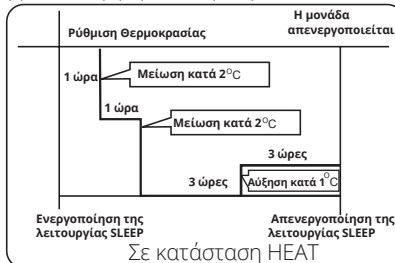 Ρύθμιση Θερμοκρασίας
Η μονάδα
απενεργοποιείται
1 ώρα
Μείωση κατά 2°C
1 ώρα
Μείωση κατά 2°C
3 ώρες
3 ώρες
Αύξηση κατά 1°C
Ενεργοποίηση της
λειτουργίας SLEEP
Απενεργοποίηση της
λειτουργίας SLEEP
Σε κατάσταση HEAT